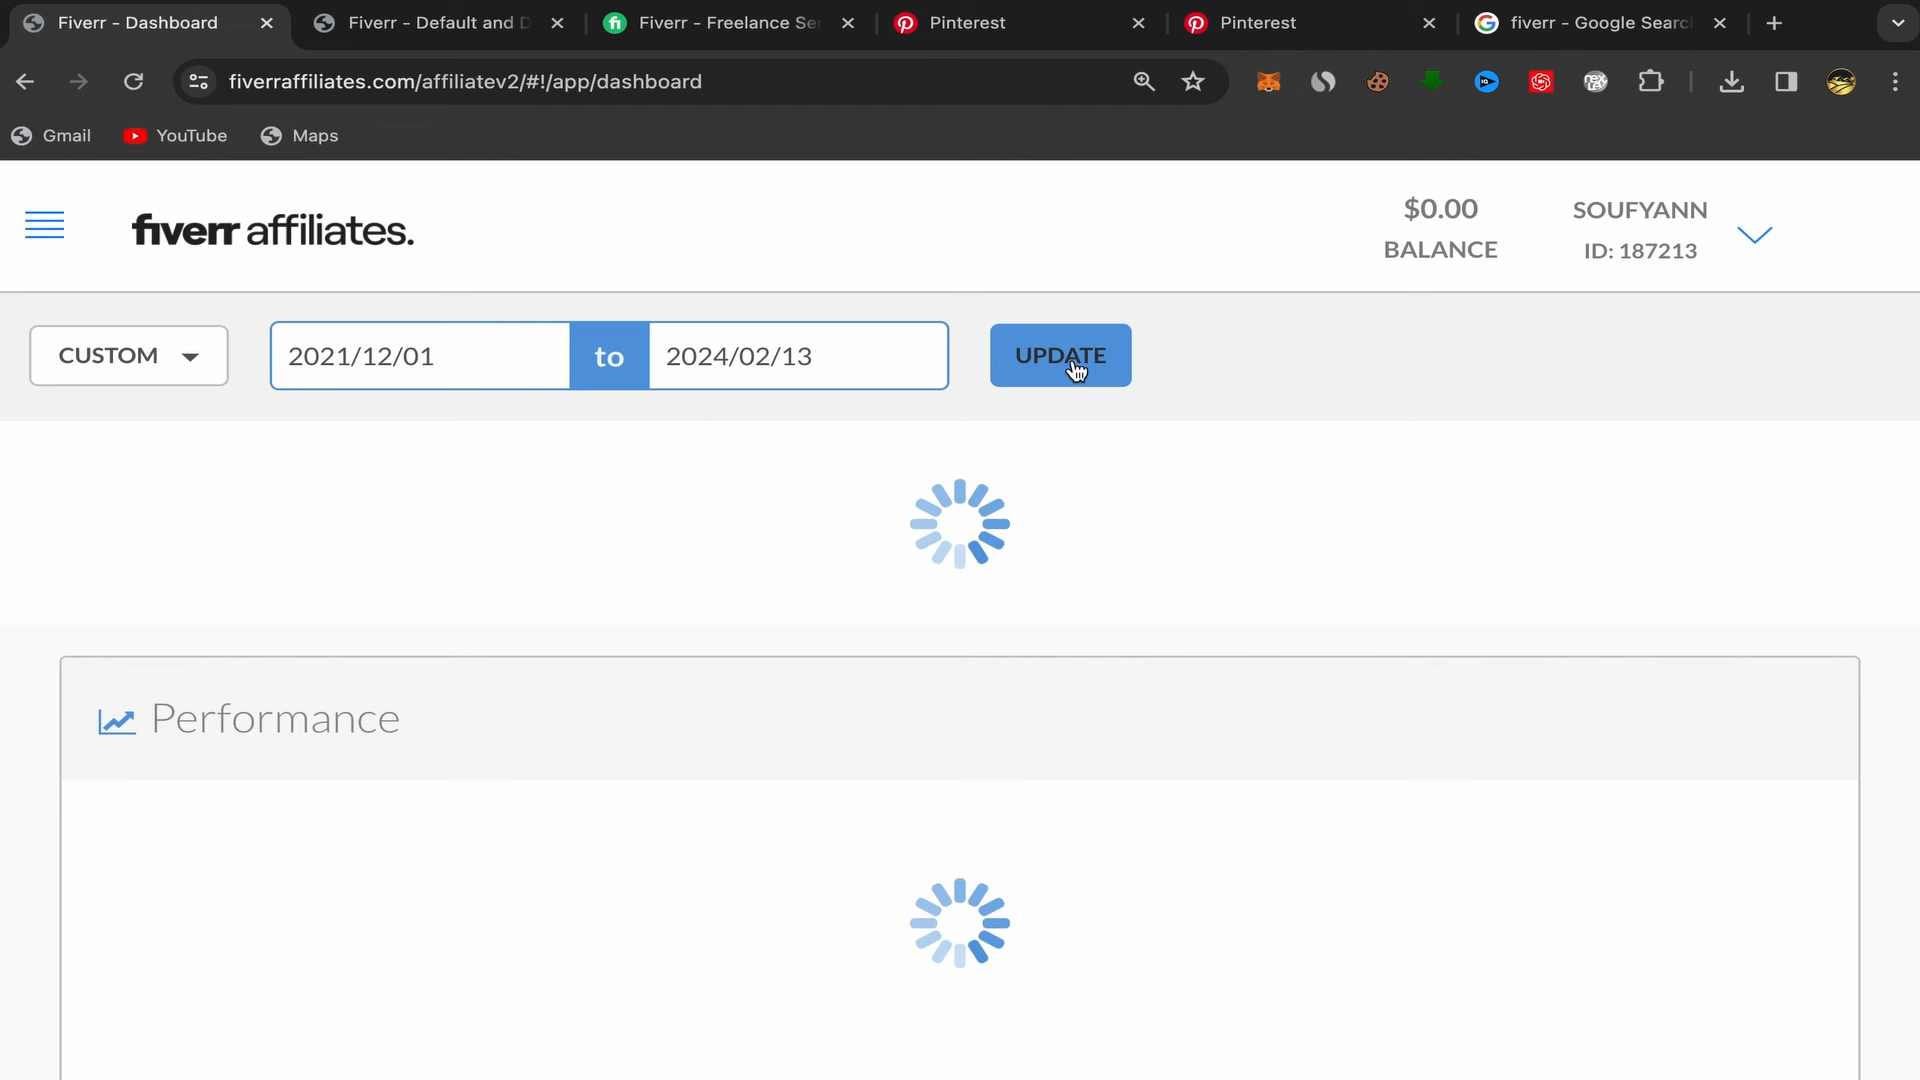 Fiverr - Dashboard
Fiverr - Default and D
Fiverr - Freelance Ser
Pinterest
Pinterest
fiverr - Google Searc
fiverraffiliates.com/affiliatev2/#!/app/dashboard
Gmail
YouTube
Maps
fiverr affiliates.
$0.00
BALANCE
SOUFYANN
ID: 187213
CUSTOM
2021/12/01
to
2024/02/13
UPDATE
Performance